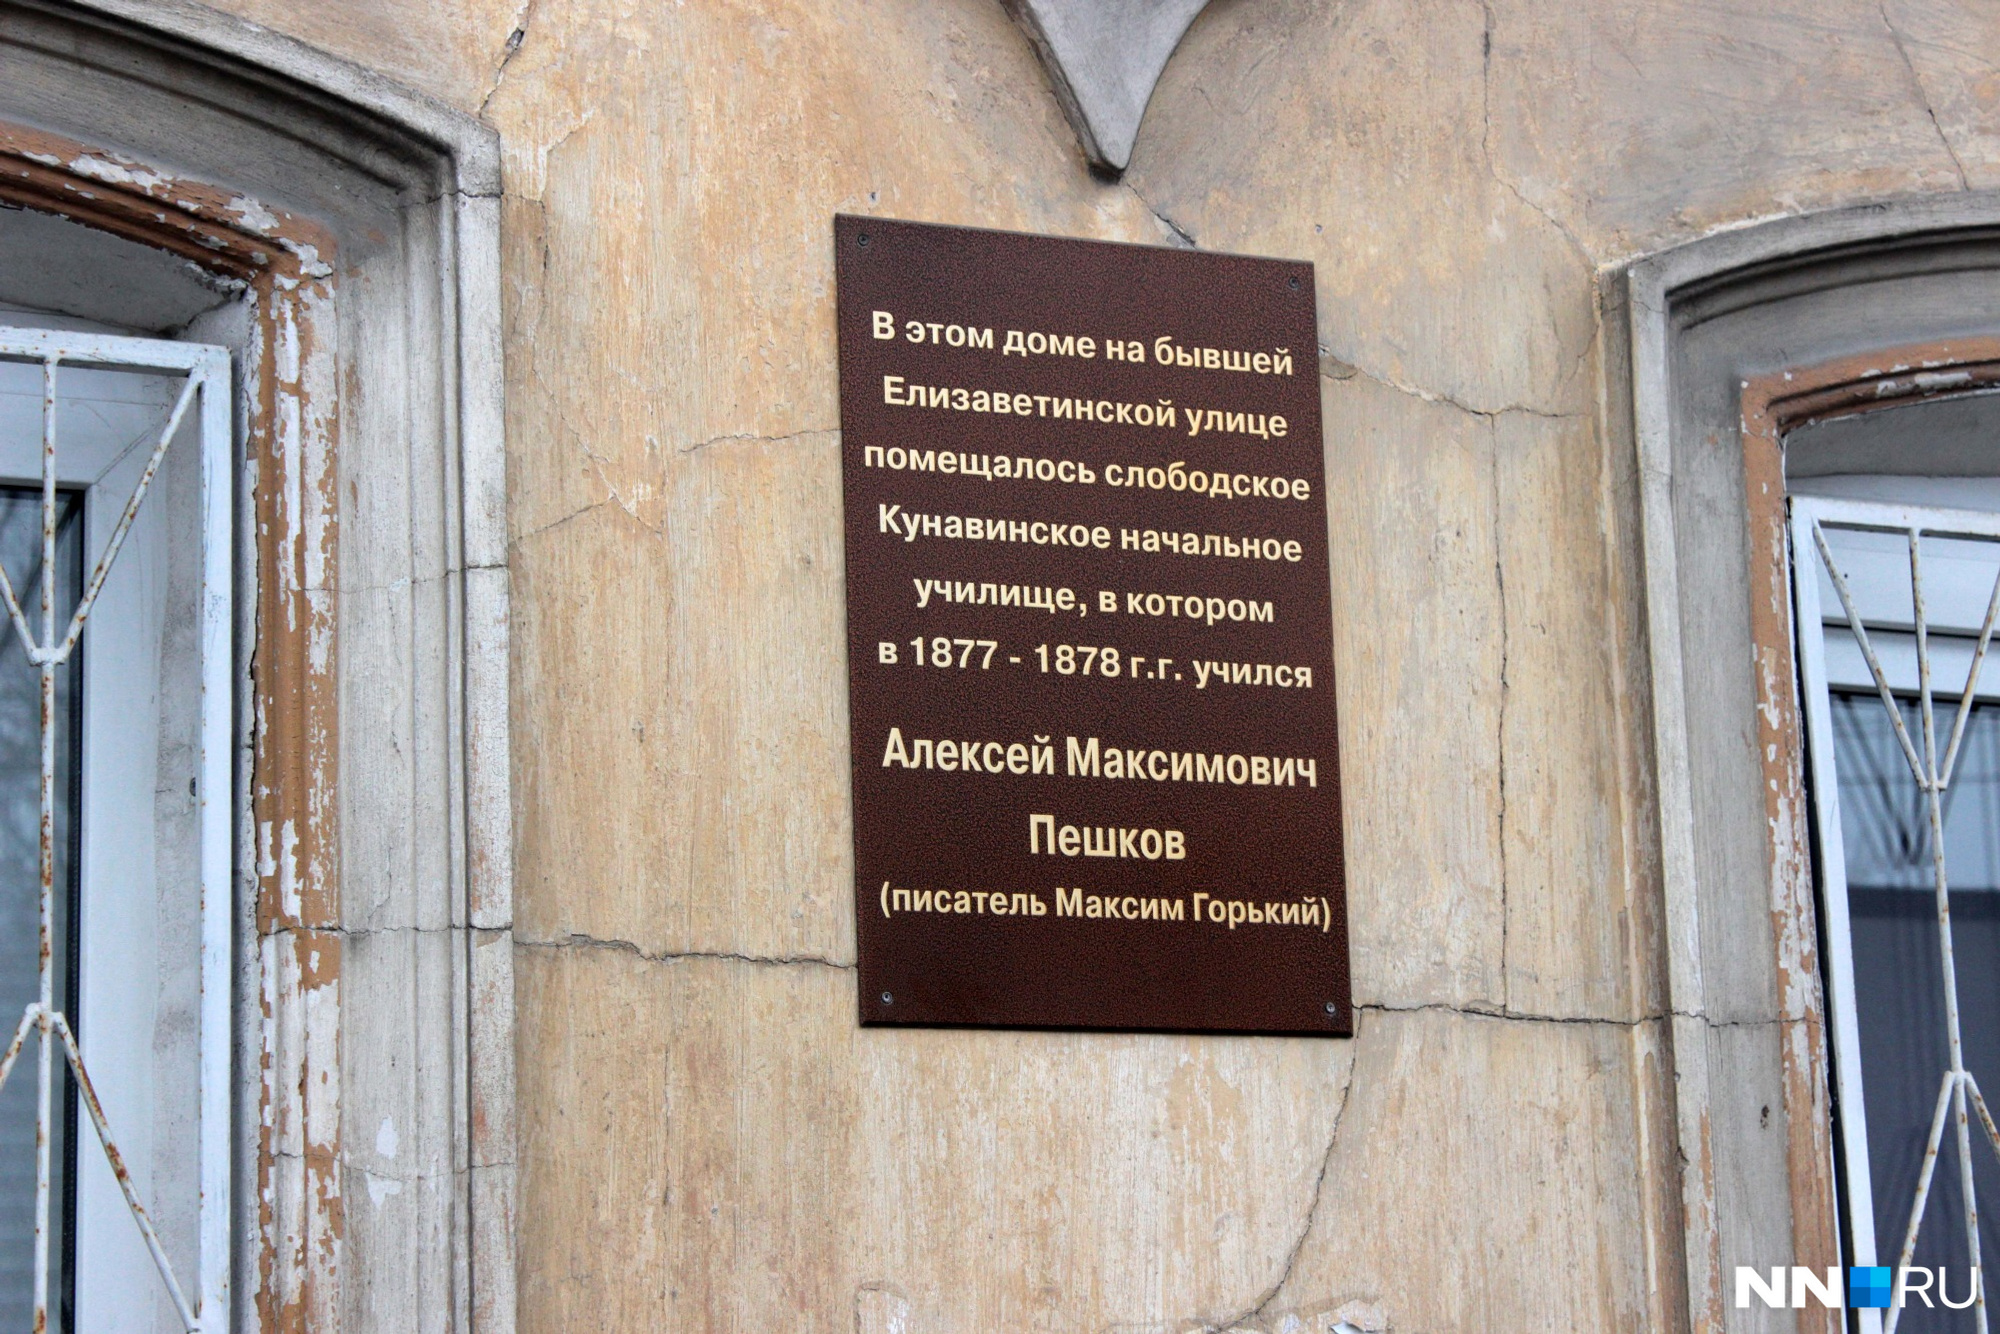 В этом доме на бывшей
Елизаветинской улице
помещалось слободское
Кунавинское начальное
училище, в котором
в 1877 - 1878 г.г. учился
Алексей Максимович
Пешков
(писатель Максим Горький)
NN RU